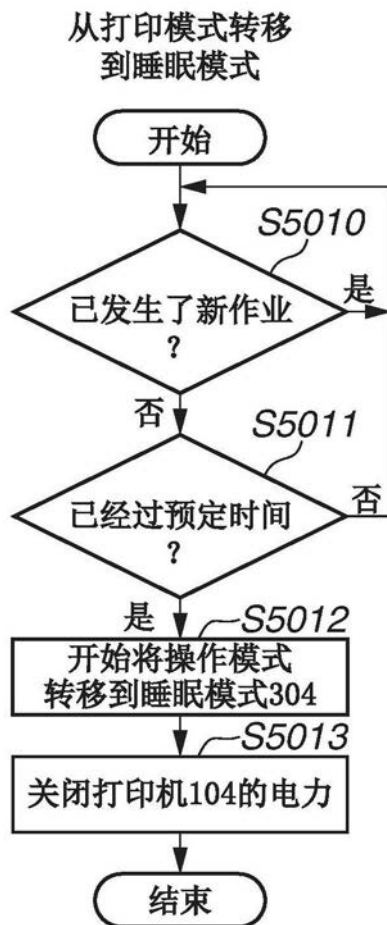 从打印模式转移
到睡眠模式
开始
S5010
已发生了新作业
?
是
否
S5011
已经过预定时间
?
否
是
S5012
开始将操作模式
转移到睡眠模式304
S5013
关闭打印机104的电力
结束